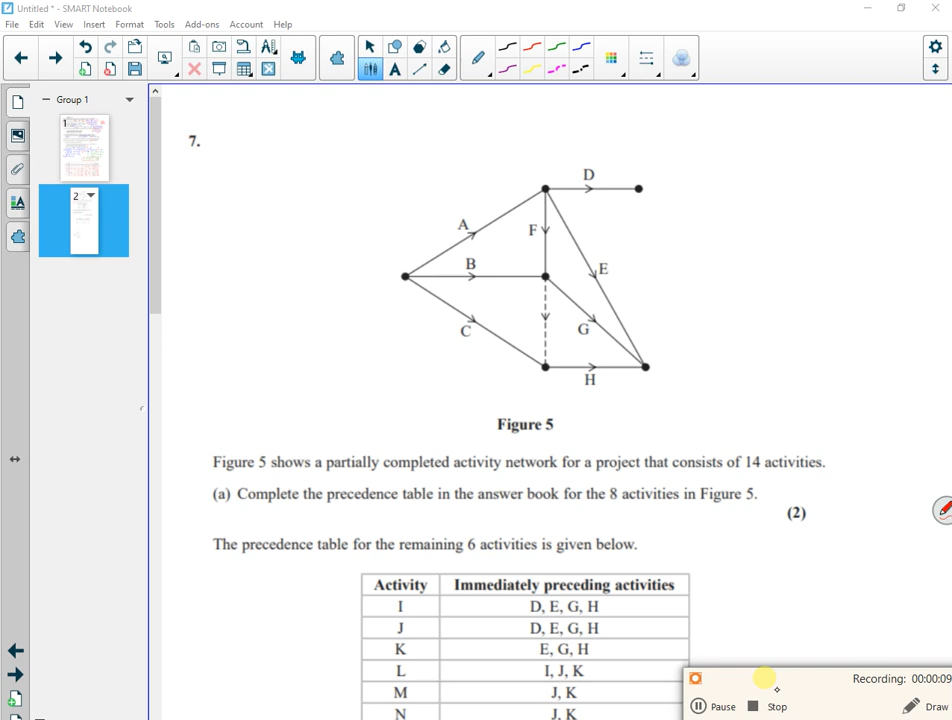 Untitled * - SMART Notebook
File Edit View Insert Format Tools Add-ons Account Help
Group 1
1
2
7.
D
A
F
B
E
C
G
H
Figure 5
Figure 5 shows a partially completed activity network for a project that consists of 14 activities.
(a) Complete the precedence table in the answer book for the 8 activities in Figure 5.
(2)
The precedence table for the remaining 6 activities is given below.
Activity Immediately preceding activities
I D, E, G, H
J D, E, G, H
K E, G, H
L I, J, K
M J, K
N J, K
Recording: 00:00:09
Pause Stop Draw